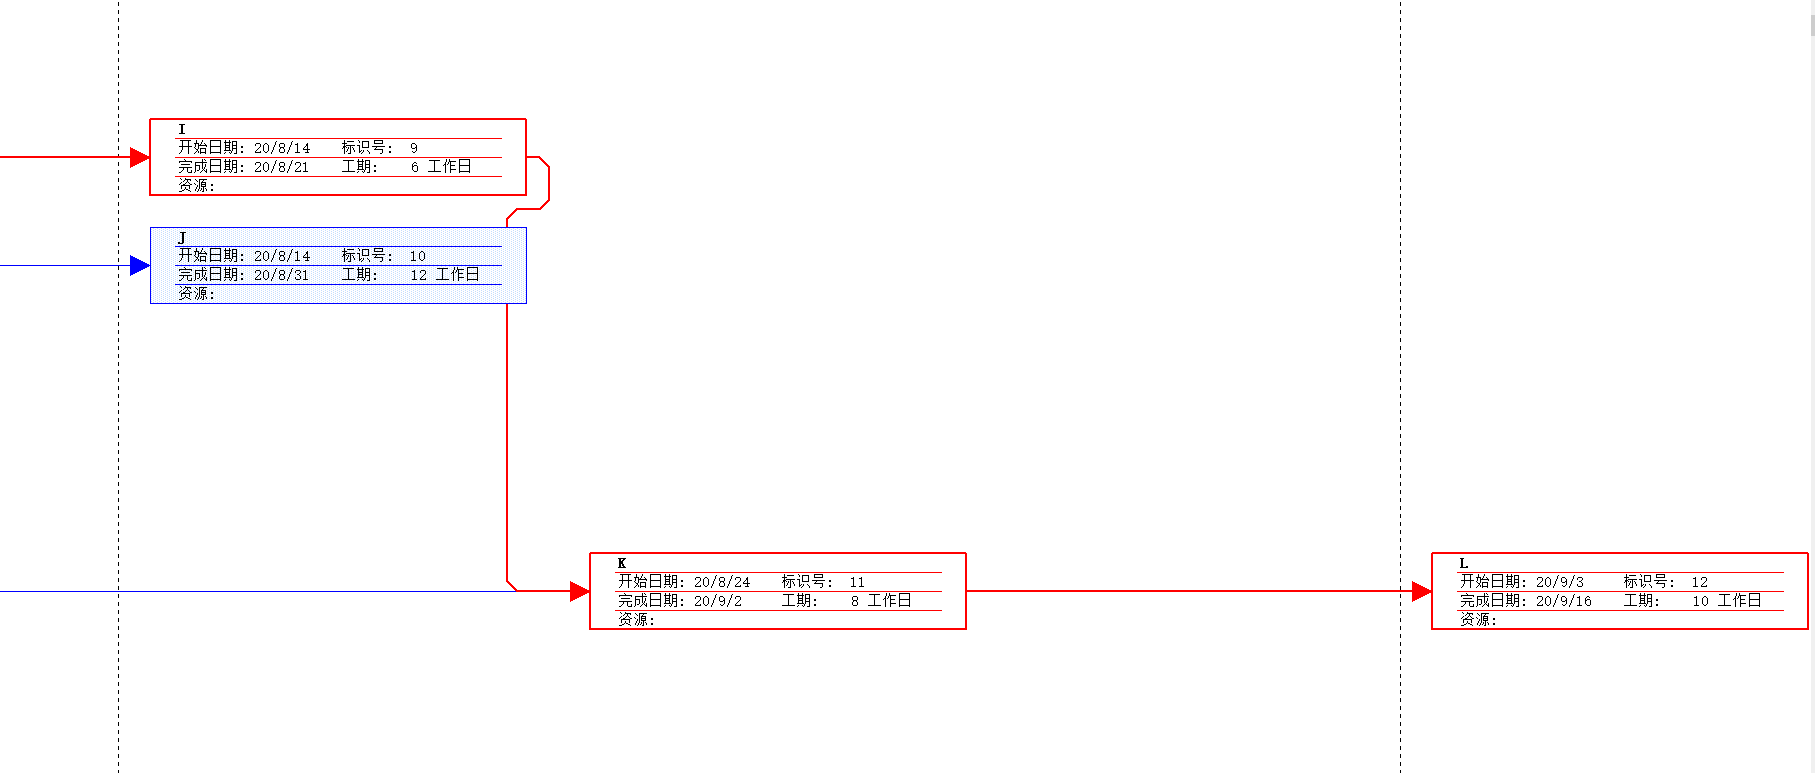 I
开始日期: 20/8/14 标识号: 9
完成日期: 20/8/21 工期: 6 工作日
资源:
J
开始日期: 20/8/14 标识号: 10
完成日期: 20/8/31 工期: 12 工作日
资源:
K
开始日期: 20/8/24 标识号: 11
完成日期: 20/9/2 工期: 8 工作日
资源:
L
开始日期: 20/9/3 标识号: 12
完成日期: 20/9/16 工期: 10 工作日
资源: